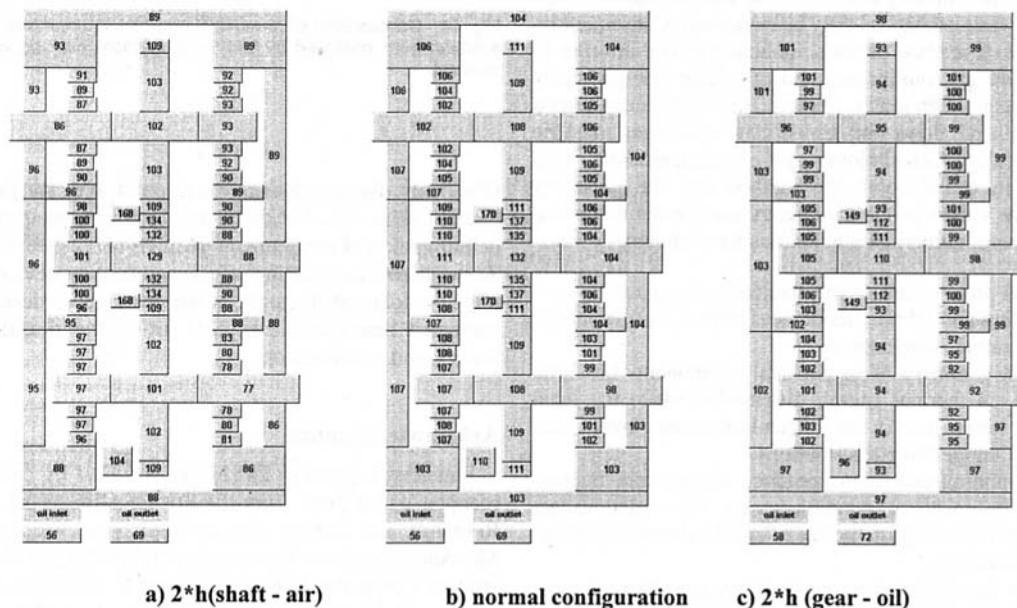 89
93 109 89
91 92
93 89 103 92
87 93
86 102 93
87 93
89 92 89
96 90 103 90
96 89
98 109 90
168
100 134 90
100 132 88
96 101 129 88
100 132 88
100 134 90
168
96 109 88
95 88 88
97 83
97 102 80
97 78
95 97 101 77
97 78
97 102 80 86
96 81
88 104 109 86
88
oil inlet oil outlet
56 69
a) 2*h(shaft - air)
104
106 111 104
106 106
106 104 109 106
102 105
102 108 106
102 105
104 106 104
107 105 109 105
107 104
109 111 106
170
110 137 106
110 135 104
107 111 132 104
110 135 104
110 137 106
170
108 111 104
107 104 104
108 103
108 109 101
107 99
107 107 108 98
107 99
108 109 101 103
107 102
103 110 111 103
103
oil inlet oil outlet
56 69
b) normal configuration
98
101 93 99
101 101
101 99 94 100
97 100
96 95 99
97 100
99 100 99
103 99 94 99
103 99
105 93 101
149
106 112 100
105 111 99
103 105 110 98
105 111 99
106 112 100
149
103 93 99
102 99 99
104 97
103 94 95
102 92
102 101 94 92
102 92
103 94 95 97
102 95
97 96 93 97
97
oil inlet oil outlet
58 72
c) 2*h (gear - oil)